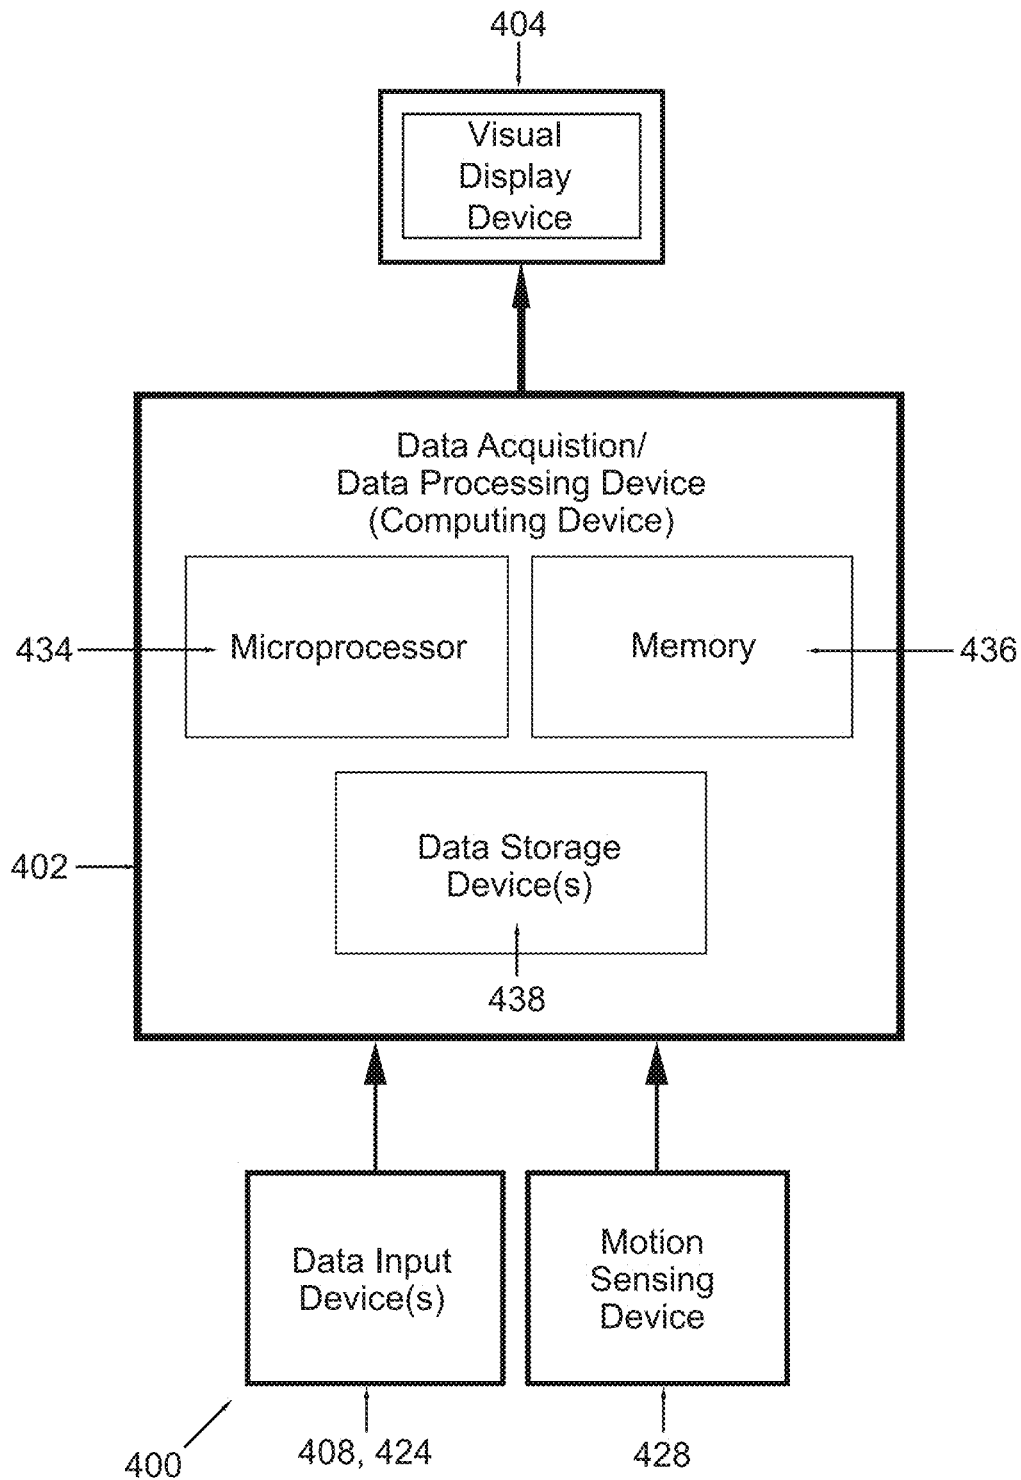 404
Visual
Display
Device
Data Acquistion/
Data Processing Device
(Computing Device)
434
Microprocessor
Memory
436
402
Data Storage
Device(s)
438
Data Input
Device(s)
Motion
Sensing
Device
400
408, 424
428